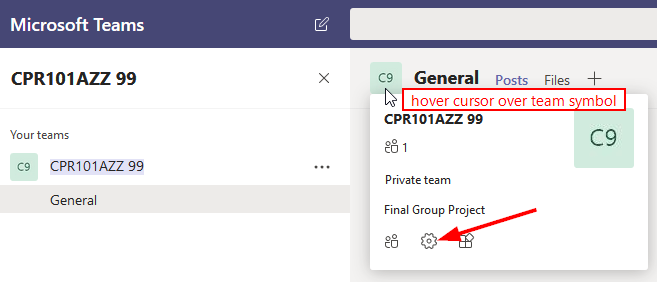 Microsoft Teams
CPR101AZZ 99
Your teams
C9 CPR101AZZ 99
General
C9 General Posts Files
hover cursor over team symbol
CPR101AZZ 99
C9
1
Private team
Final Group Project